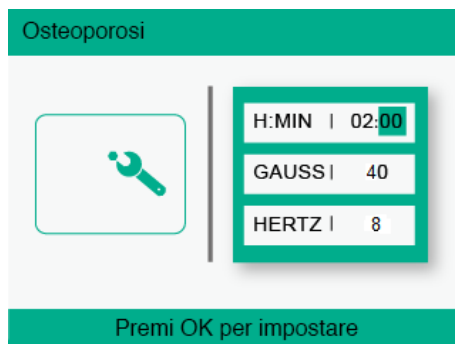 Osteoporosi
H:MIN | 02:00
GAUSS | 40
HERTZ | 8
Premi OK per impostare